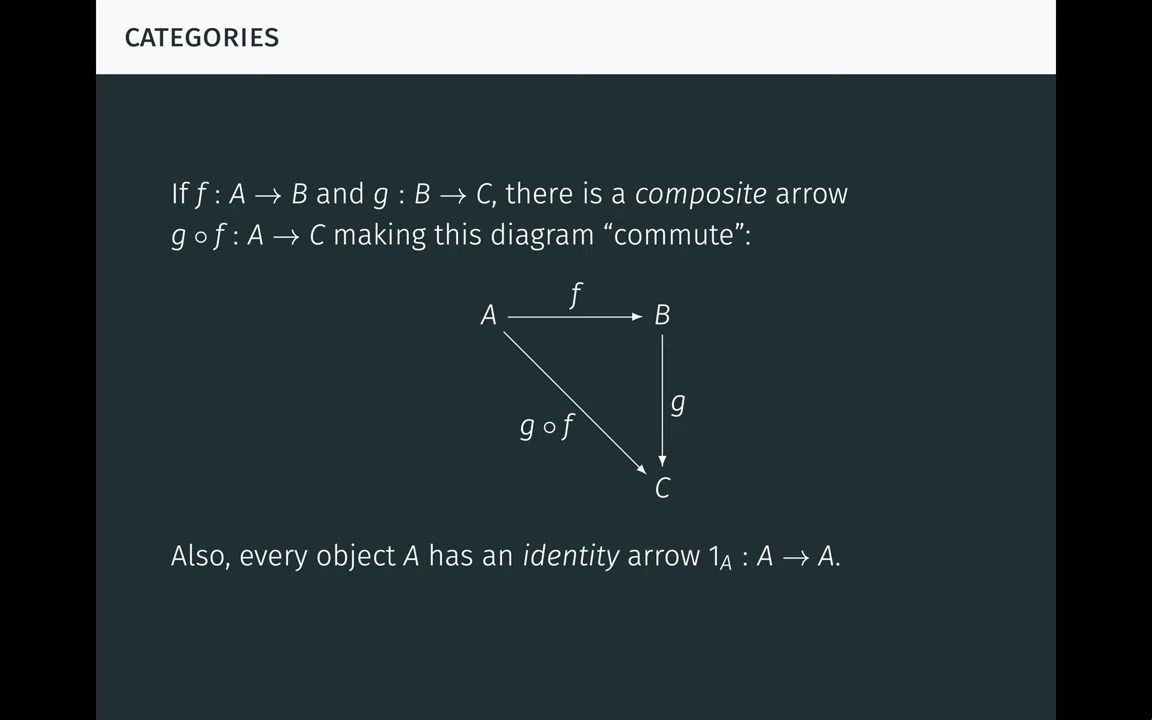 CATEGORIES
If f : A → B and g : B → C, there is a composite arrow
g ∘ f : A → C making this diagram “commute”:
f
A B
g
g ∘ f
C
Also, every object A has an identity arrow 1_A : A → A.